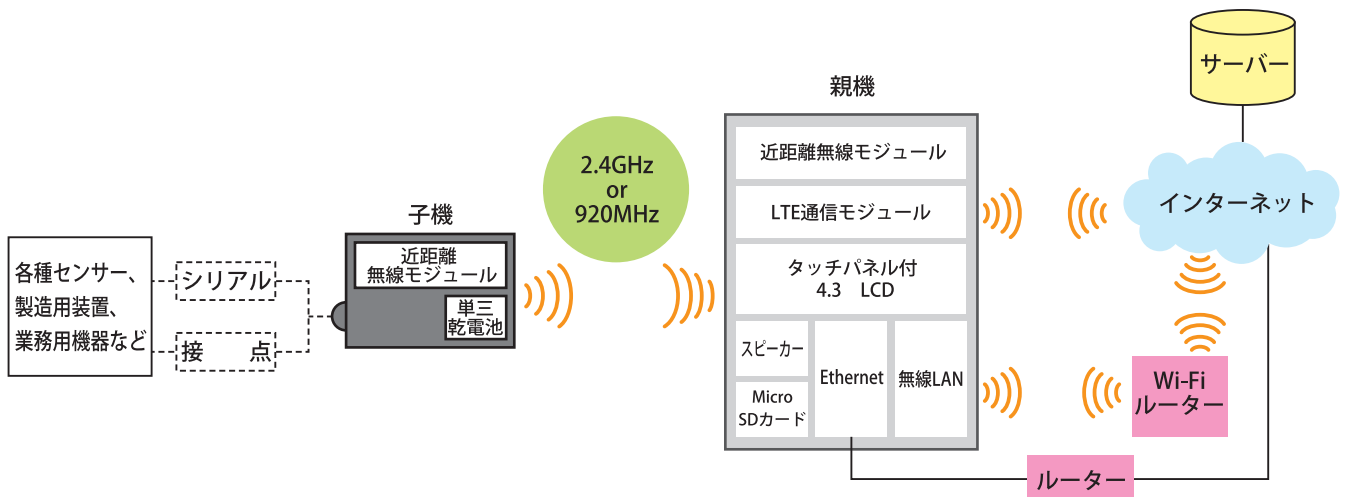 各種センサー、
製造用装置、
業務用機器など
シリアル
接　点
子機
近距離
無線モジュール
単三
乾電池
2.4GHz
or
920MHz
親機
近距離無線モジュール
LTE通信モジュール
タッチパネル付
4.3　LCD
スピーカー
Micro
SDカード
Ethernet
無線LAN
サーバー
インターネット
Wi-Fi
ルーター
ルーター